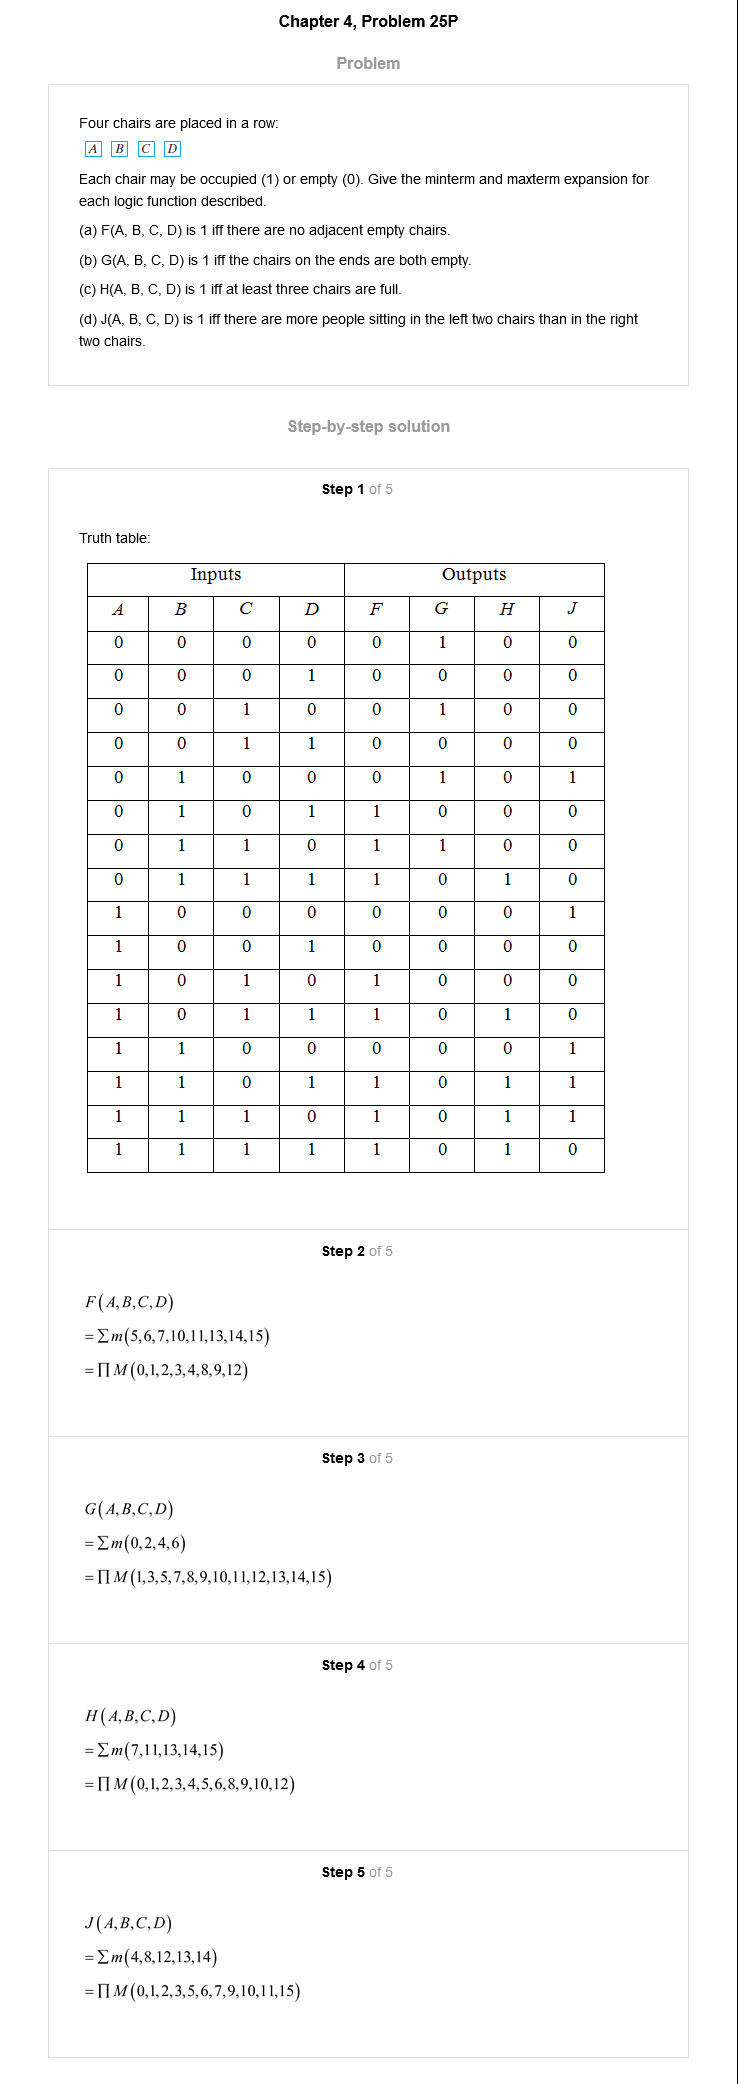 Chapter 4, Problem 25P
Problem
Four chairs are placed in a row:
A B C D
Each chair may be occupied (1) or empty (0). Give the minterm and maxterm expansion for
each logic function described.
(a) F(A, B, C, D) is 1 iff there are no adjacent empty chairs.
(b) G(A, B, C, D) is 1 iff the chairs on the ends are both empty.
(c) H(A, B, C, D) is 1 iff at least three chairs are full.
(d) J(A, B, C, D) is 1 iff there are more people sitting in the left two chairs than in the right
two chairs.
Step-by-step solution
Step 1 of 5
Truth table:
Inputs Outputs
A B C D F G H J
0 0 0 0 0 1 0 0
0 0 0 1 0 0 0 0
0 0 1 0 0 1 0 0
0 0 1 1 0 0 0 0
0 1 0 0 0 1 0 1
0 1 0 1 1 0 0 0
0 1 1 0 1 1 0 0
0 1 1 1 1 0 1 0
1 0 0 0 0 0 0 1
1 0 0 1 0 0 0 0
1 0 1 0 1 0 0 0
1 0 1 1 1 0 1 0
1 1 0 0 0 0 0 1
1 1 0 1 1 0 1 1
1 1 1 0 1 0 1 1
1 1 1 1 1 0 1 0
Step 2 of 5
F(A,B,C,D)
=∑m(5,6,7,10,11,13,14,15)
=∏M(0,1,2,3,4,8,9,12)
Step 3 of 5
G(A,B,C,D)
=∑m(0,2,4,6)
=∏M(1,3,5,7,8,9,10,11,12,13,14,15)
Step 4 of 5
H(A,B,C,D)
=∑m(7,11,13,14,15)
=∏M(0,1,2,3,4,5,6,8,9,10,12)
Step 5 of 5
J(A,B,C,D)
=∑m(4,8,12,13,14)
=∏M(0,1,2,3,5,6,7,9,10,11,15)